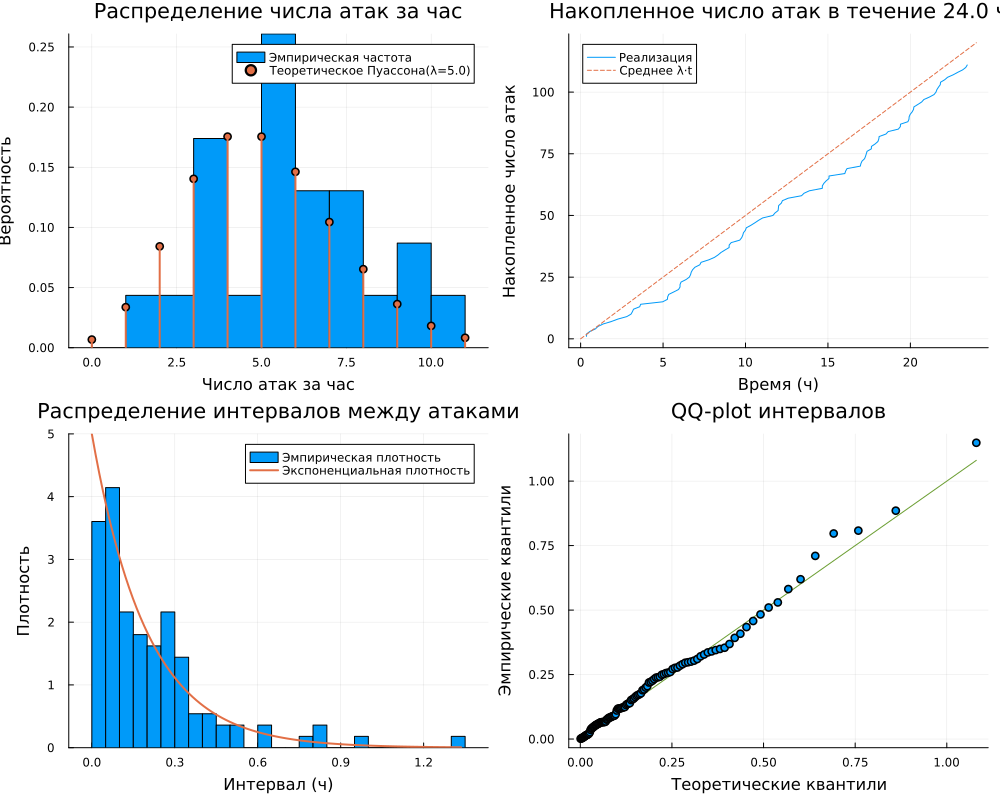 Распределение числа атак за час
Вероятность
0.25
0.20
0.15
0.10
0.05
0.00
Эмпирическая частота
Теоретическое Пуассона(λ=5.0)
0.0 2.5 5.0 7.5 10.0
Число атак за час
Накопленное число атак в течение 24.0
Накопленное число атак
100
75
50
25
0
Реализация
Среднее λ·t
0 5 10 15 20
Время (ч)
Распределение интервалов между атаками
Плотность
5
4
3
2
1
0
Эмпирическая плотность
Экспоненциальная плотность
0.0 0.3 0.6 0.9 1.2
Интервал (ч)
QQ-plot интервалов
Эмпирические квантили
1.00
0.75
0.50
0.25
0.00
0.00 0.25 0.50 0.75 1.00
Теоретические квантили